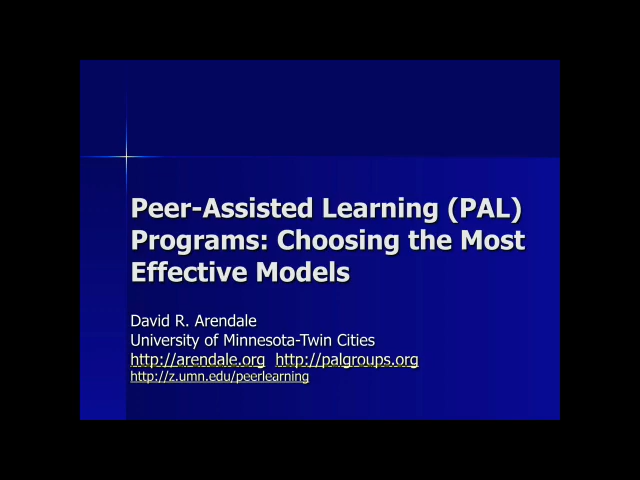 Peer-Assisted Learning (PAL)
Programs: Choosing the Most
Effective Models
David R. Arendale
University of Minnesota-Twin Cities
http://arendale.org http://palgroups.org
http://z.umn.edu/peerlearning